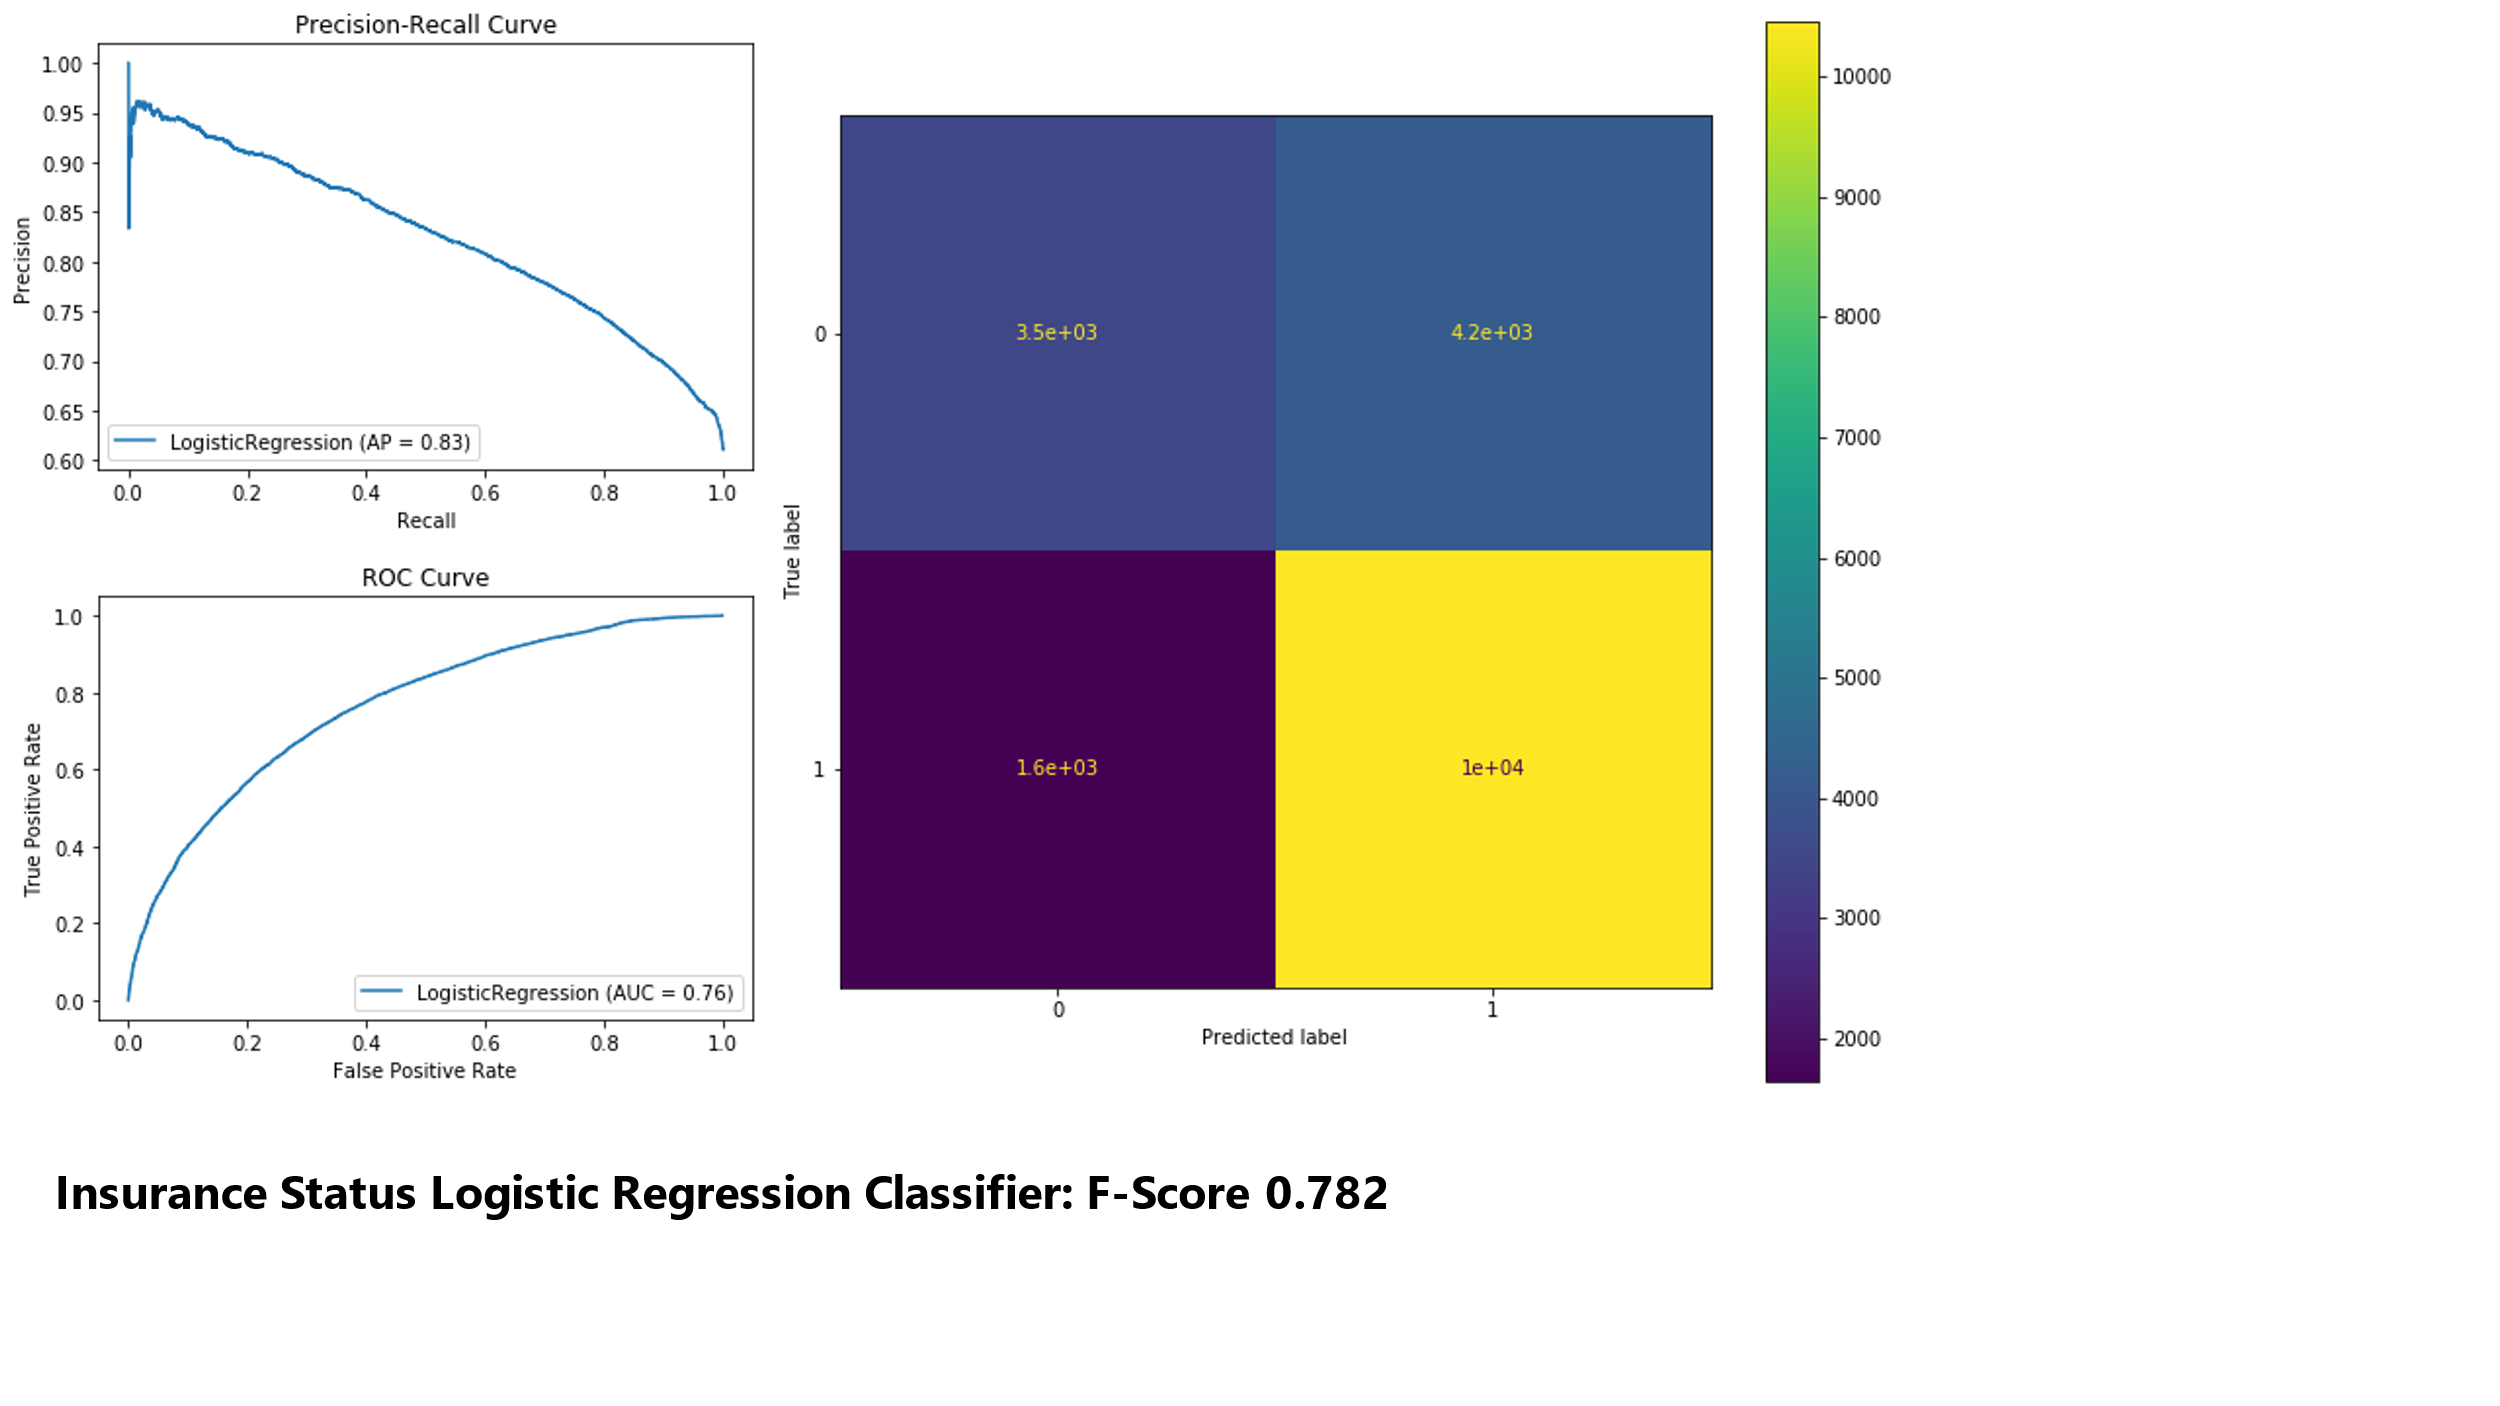 Precision-Recall Curve
1.00
0.95
0.90
0.85
0.80
0.75
0.70
0.65
0.60
Precision
LogisticRegression (AP = 0.83)
0.0 0.2 0.4 0.6 0.8 1.0
Recall
ROC Curve
1.0
0.8
0.6
0.4
0.2
0.0
True Positive Rate
LogisticRegression (AUC = 0.76)
0.0 0.2 0.4 0.6 0.8 1.0
False Positive Rate
True label
0
3.5e+03 4.2e+03
1
1.6e+03 1e+04
0 1
Predicted label
10000
9000
8000
7000
6000
5000
4000
3000
2000
Insurance Status Logistic Regression Classifier: F-Score 0.782